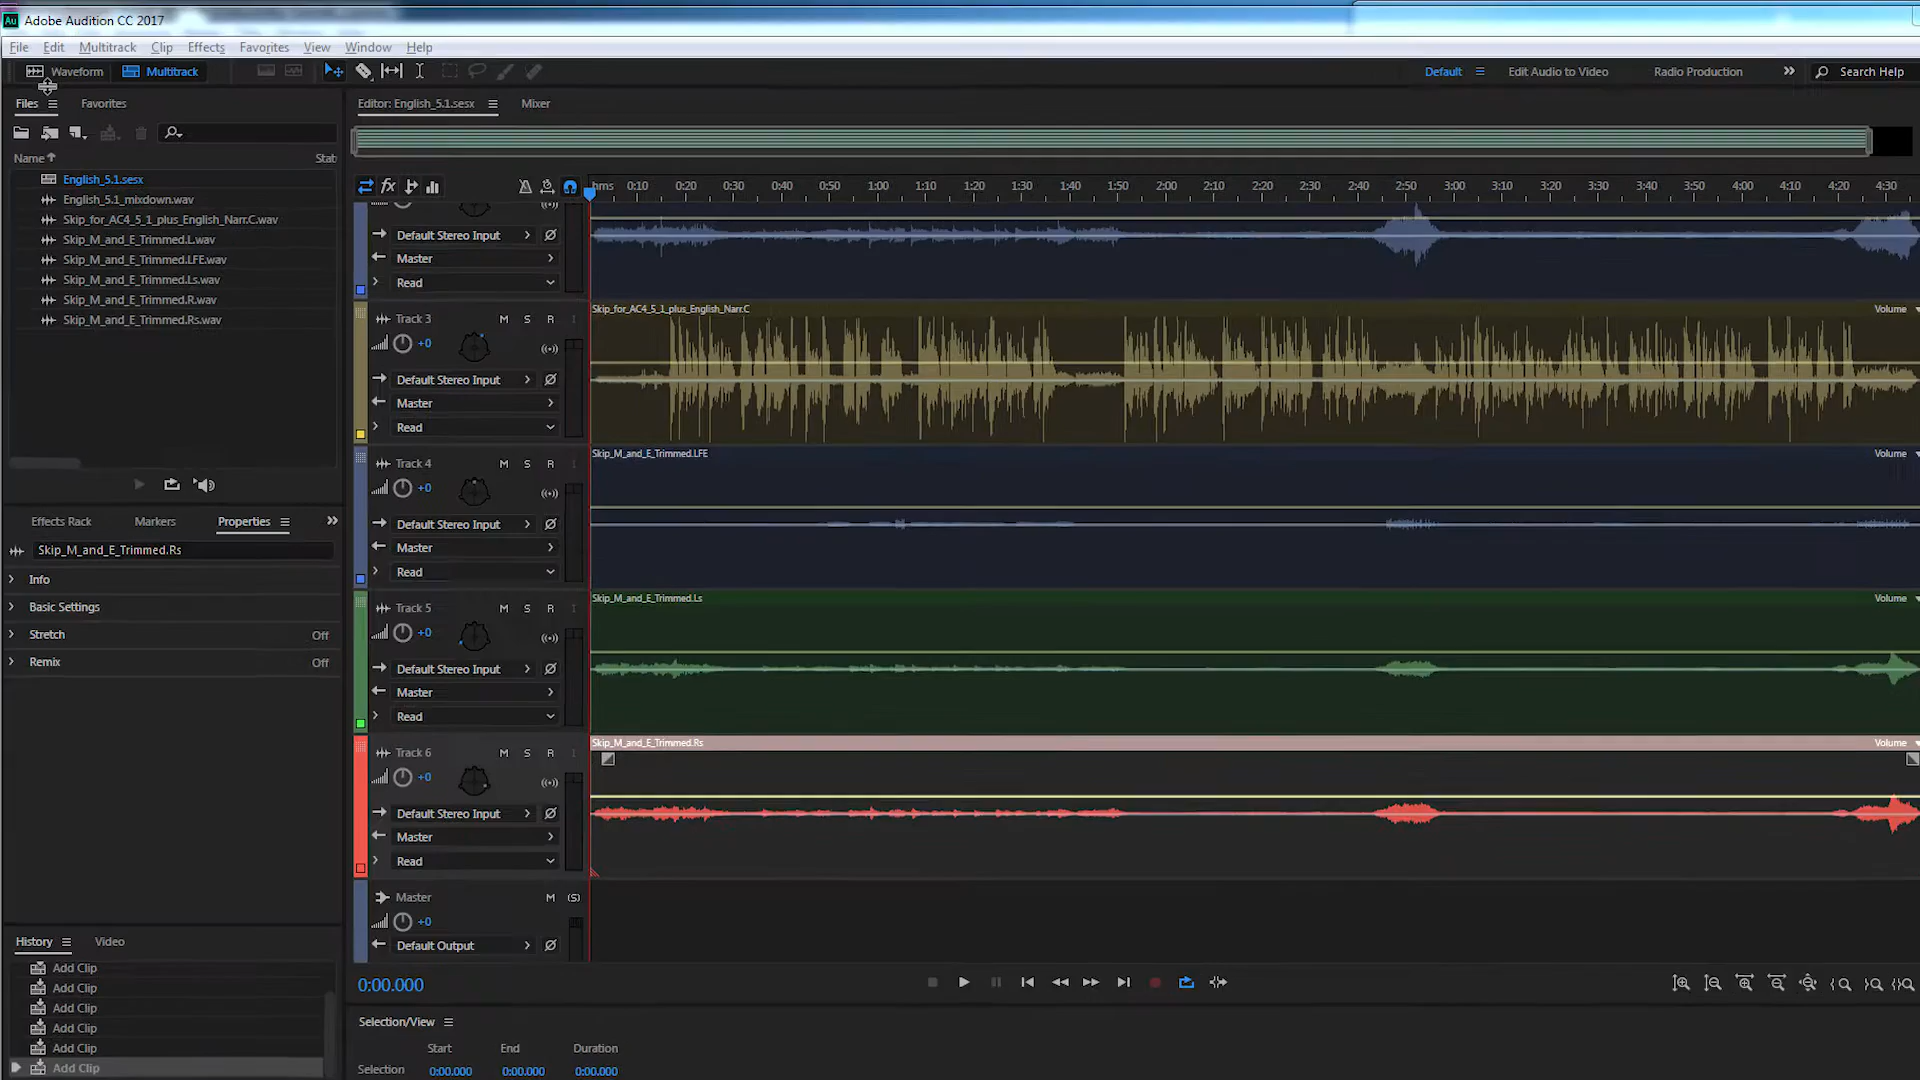 Adobe Audition CC 2017
File Edit Multitrack Clip Effects Favorites View Window Help
Waveform Multitrack Default Edit Audio to Video Radio Production Search Help
Files Favorites
Name Stat
English_5.1.sesx
English_5.1_mixdown.wav
Skip_for_AC4_5_1_plus_English_Narr.C.wav
Skip_M_and_E_Trimmed.L.wav
Skip_M_and_E_Trimmed.LFE.wav
Skip_M_and_E_Trimmed.Ls.wav
Skip_M_and_E_Trimmed.R.wav
Skip_M_and_E_Trimmed.Rs.wav
Effects Rack Markers Properties
Skip_M_and_E_Trimmed.Rs
Info
Basic Settings
Stretch Off
Remix Off
History Video
Add Clip
Add Clip
Add Clip
Add Clip
Add Clip
Add Clip
Editor: English_5.1.sesx Mixer
fx hms 0:10 0:20 0:30 0:40 0:50 1:00 1:10 1:20 1:30 1:40 1:50 2:00 2:10 2:20 2:30 2:40 2:50 3:00 3:10 3:20 3:30 3:40 3:50 4:00 4:10 4:20 4:30
Default Stereo Input
Master
Read
Track 3 M S R I
+0
Default Stereo Input
Master
Read
Skip_for_AC4_5_1_plus_English_Narr.C Volume
Track 4 M S R I
+0
Default Stereo Input
Master
Read
Skip_M_and_E_Trimmed.LFE Volume
Track 5 M S R I
+0
Default Stereo Input
Master
Read
Skip_M_and_E_Trimmed.Ls Volume
Track 6 M S R I
+0
Default Stereo Input
Master
Read
Skip_M_and_E_Trimmed.Rs Volume
Master M (S)
+0
Default Output
0:00.000
Selection/View
Start End Duration
Selection 0:00.000 0:00.000 0:00.000